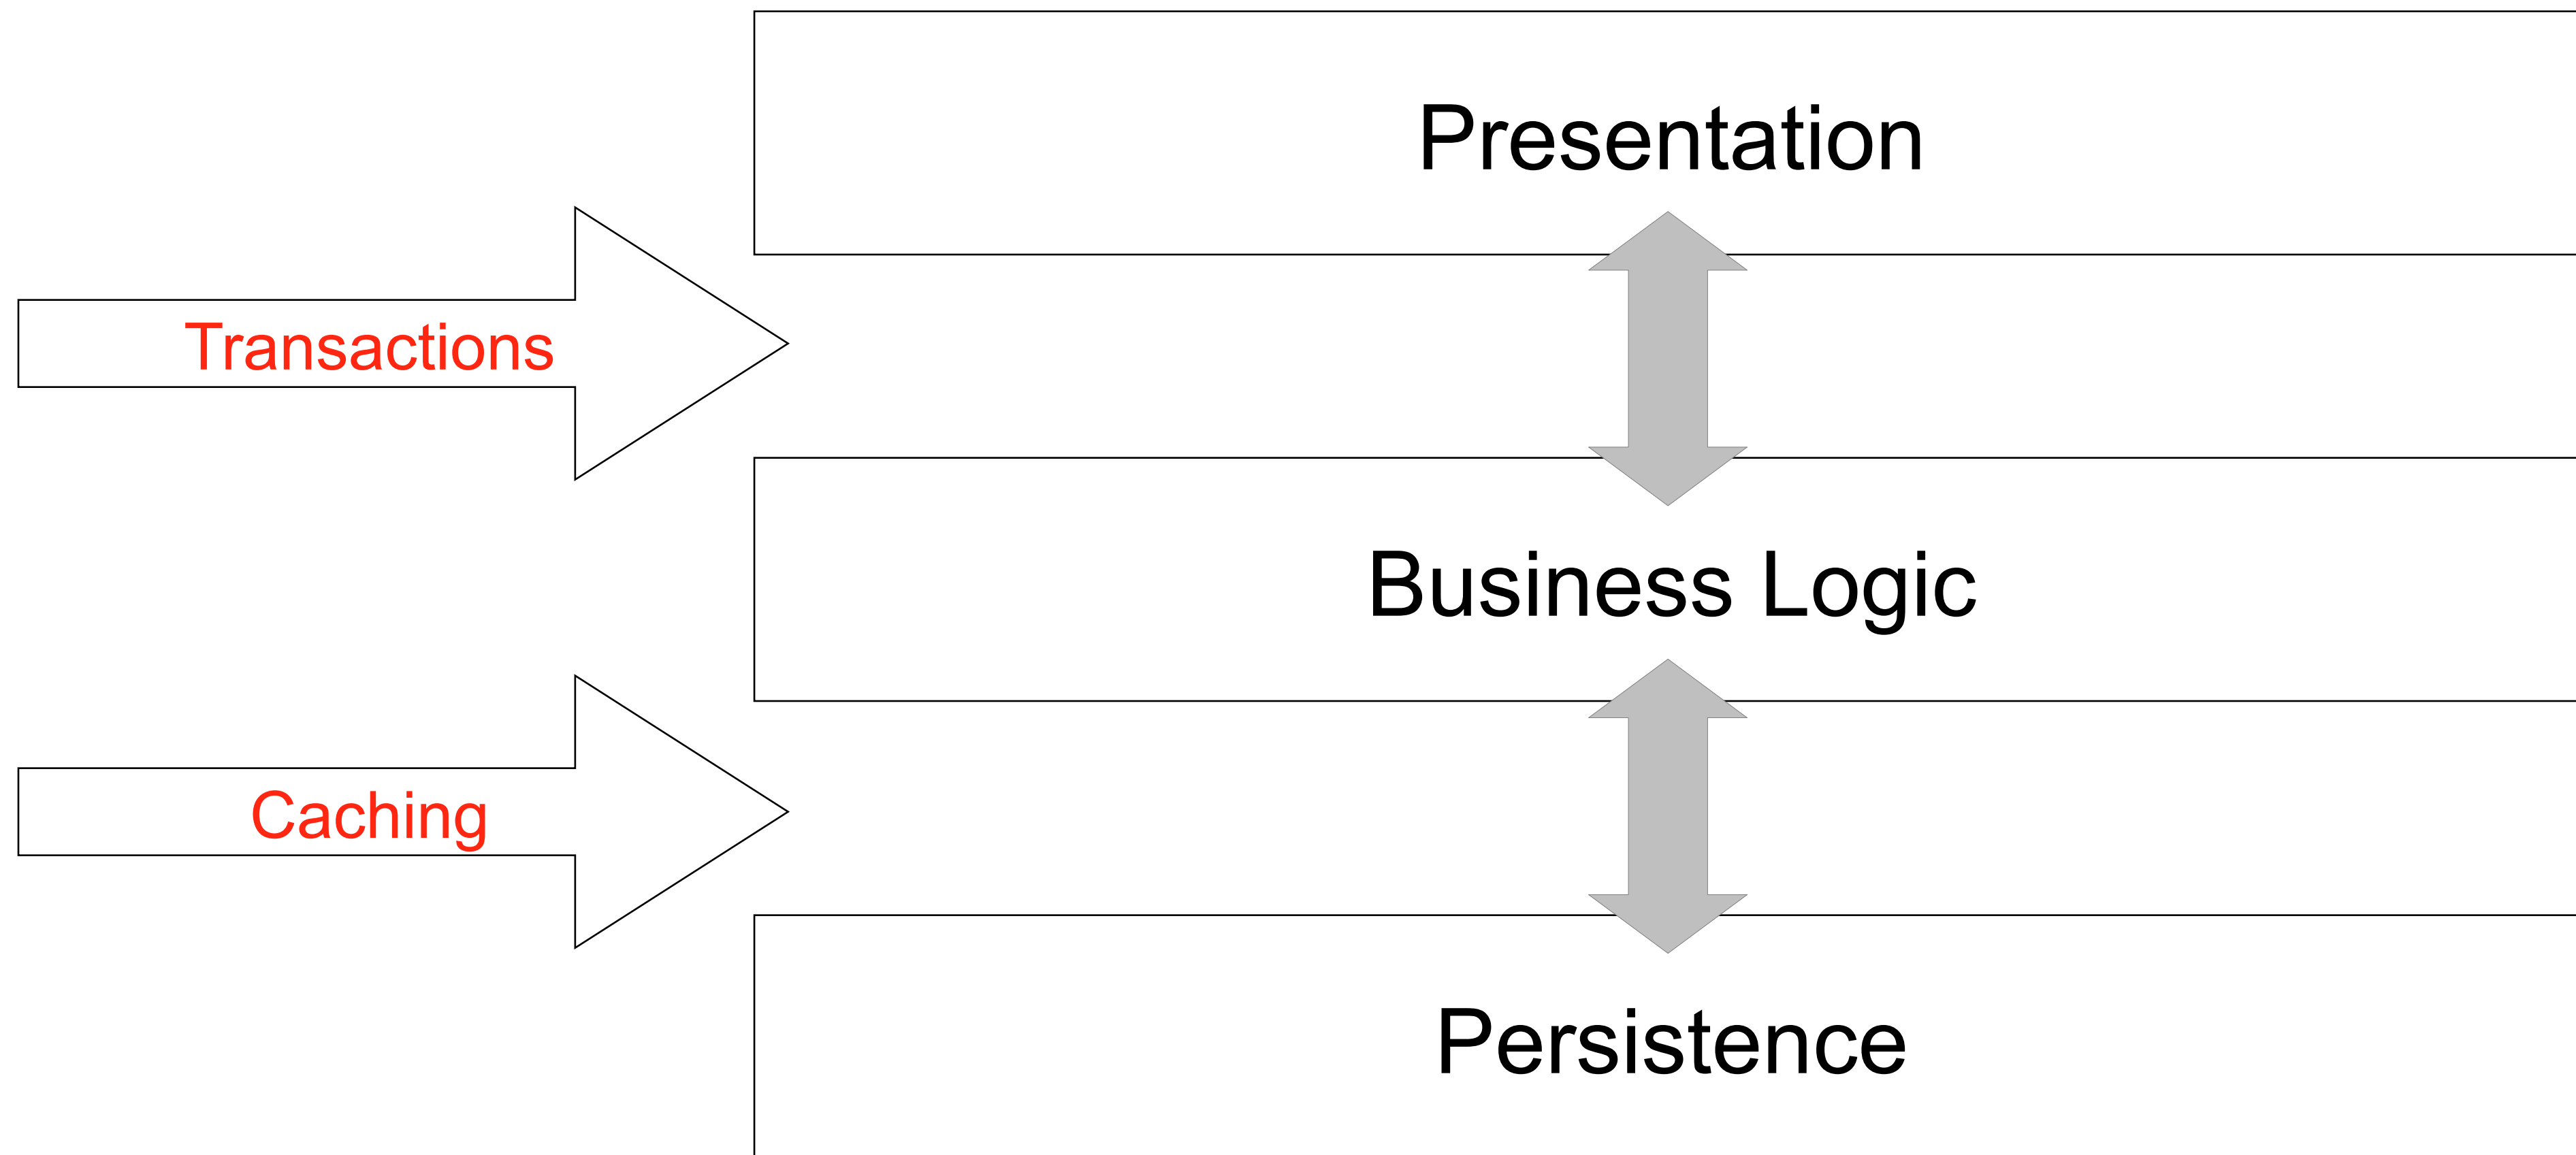 Presentation
Transactions
Business Logic
Caching
Persistence